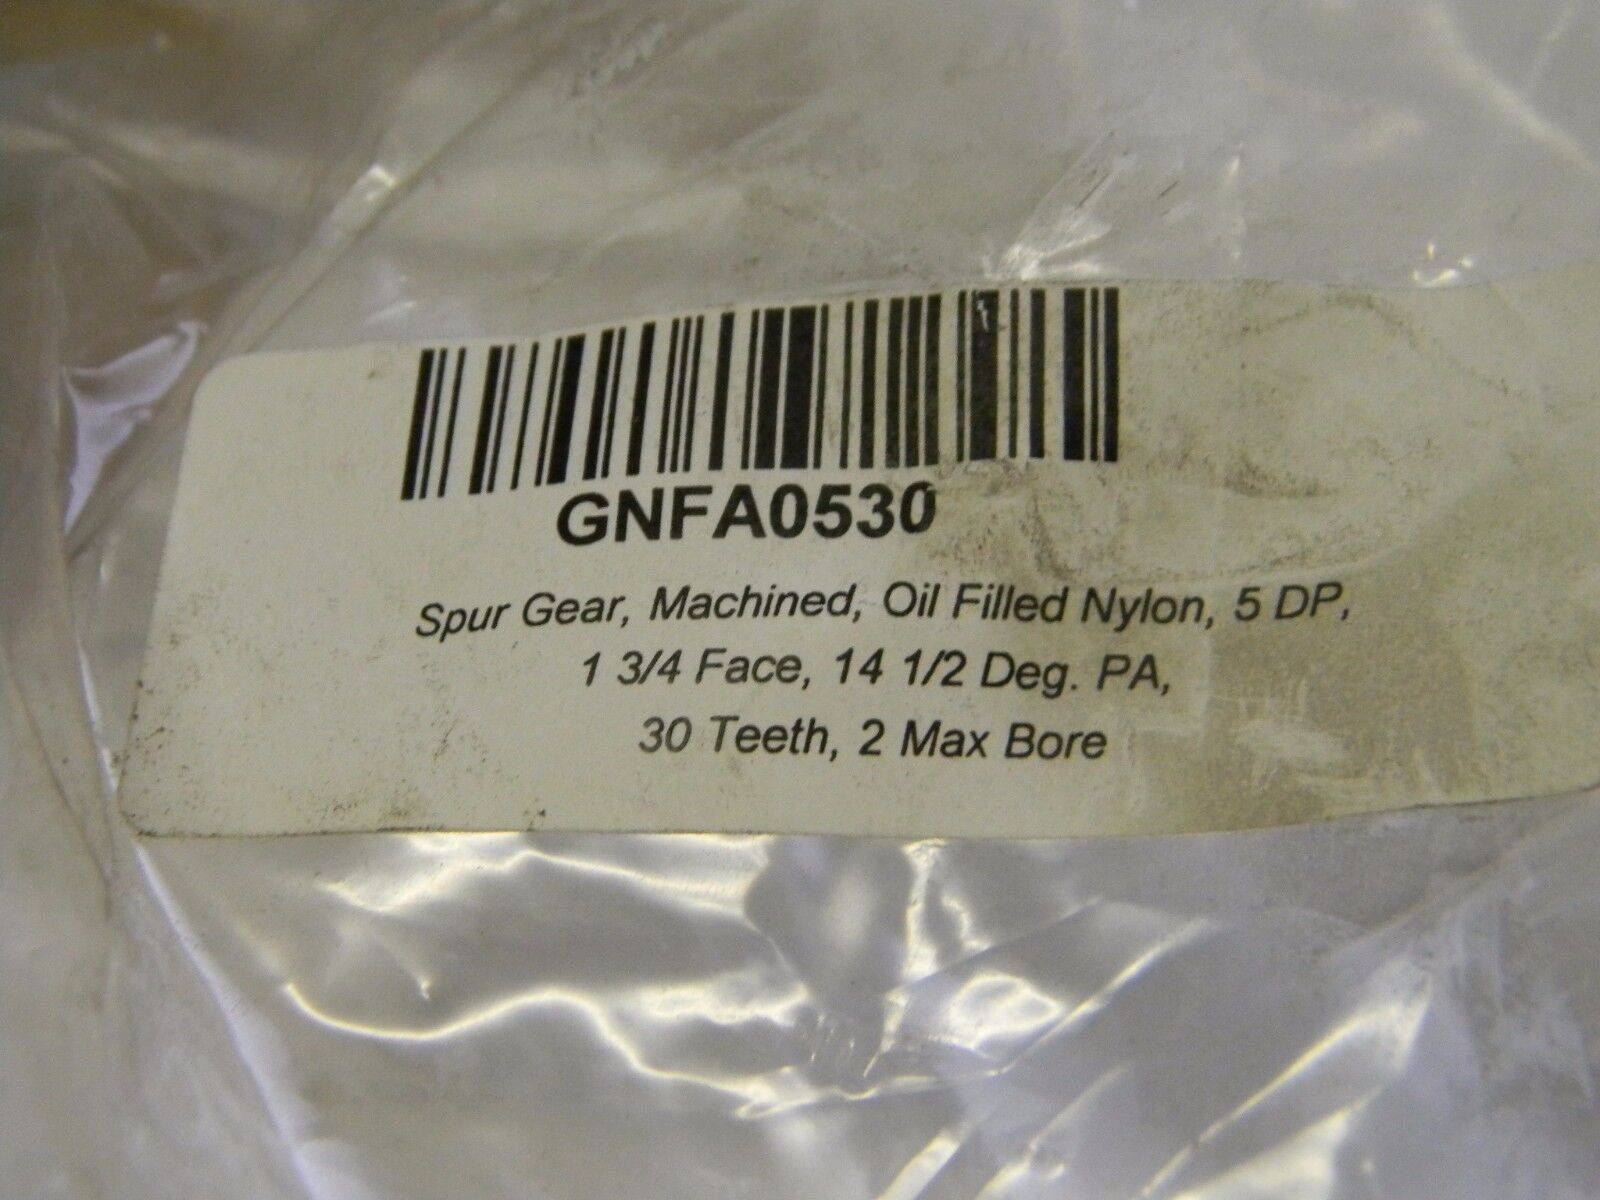 GNFA0530
Spur Gear, Machined, Oil Filled Nylon, 5 DP,
1 3/4 Face, 14 1/2 Deg. PA,
30 Teeth, 2 Max Bore